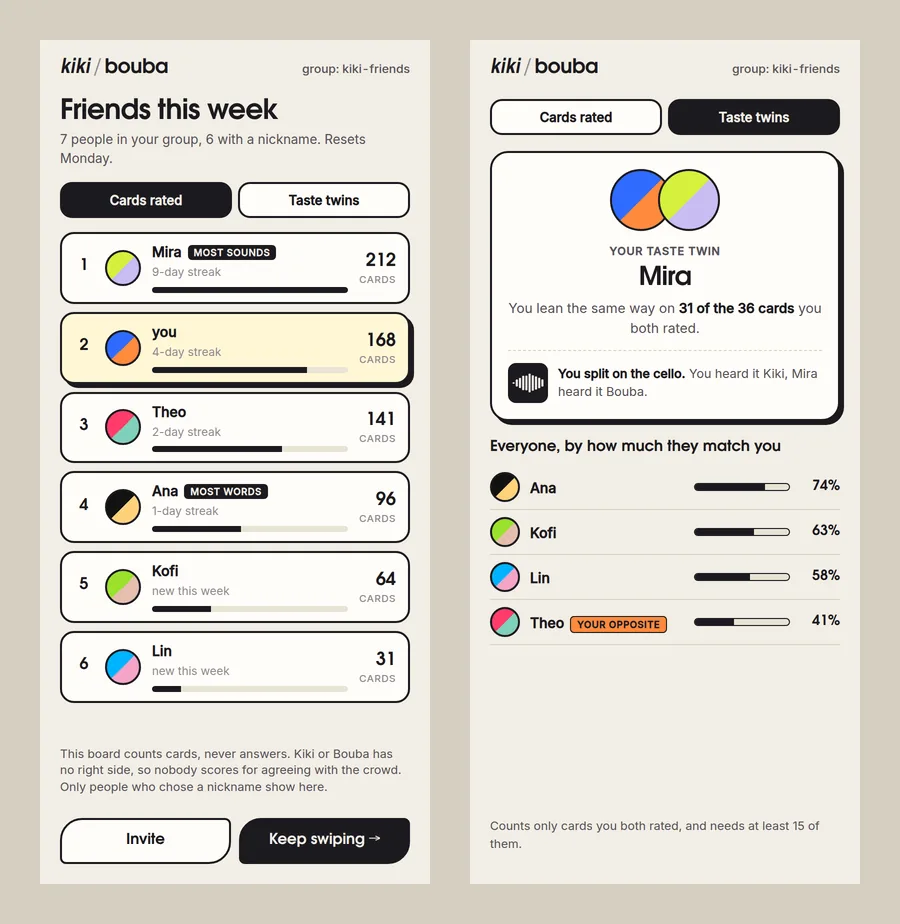 kiki / bouba
group: kiki-friends
Friends this week
7 people in your group, 6 with a nickname. Resets
Monday.
Cards rated
Taste twins
1
Mira MOST SOUNDS
9-day streak
212
CARDS
2
you
4-day streak
168
CARDS
3
Theo
2-day streak
141
CARDS
4
Ana MOST WORDS
1-day streak
96
CARDS
5
Kofi
new this week
64
CARDS
6
Lin
new this week
31
CARDS
This board counts cards, never answers. Kiki or Bouba has
no right side, so nobody scores for agreeing with the crowd.
Only people who chose a nickname show here.
Invite
Keep swiping →
kiki / bouba
group: kiki-friends
Cards rated
Taste twins
YOUR TASTE TWIN
Mira
You lean the same way on 31 of the 36 cards you
both rated.
You split on the cello. You heard it Kiki, Mira
heard it Bouba.
Everyone, by how much they match you
Ana
74%
Kofi
63%
Lin
58%
Theo YOUR OPPOSITE
41%
Counts only cards you both rated, and needs at least 15 of
them.